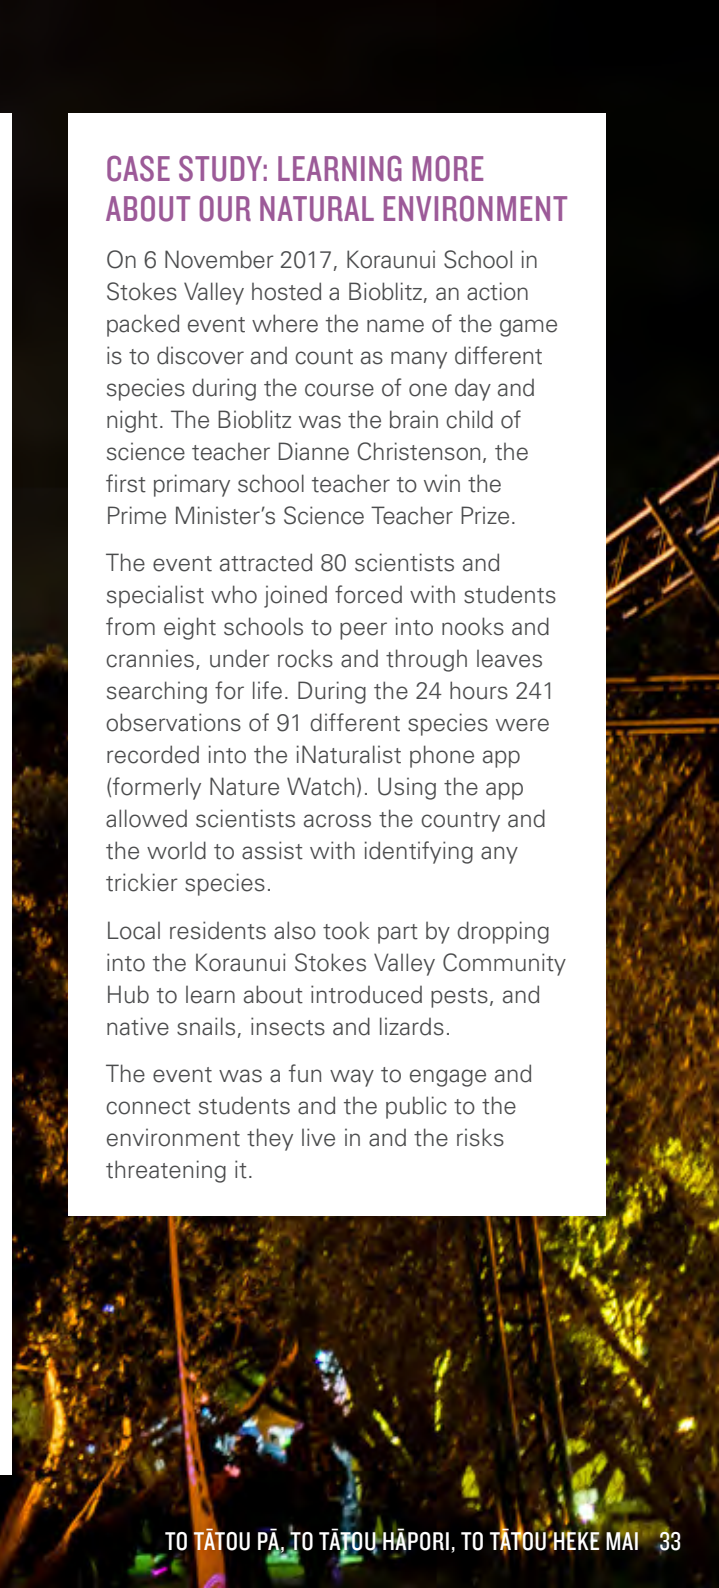 CASE STUDY: LEARNING MORE
ABOUT OUR NATURAL ENVIRONMENT
On 6 November 2017, Koraunui School in
Stokes Valley hosted a Bioblitz, an action
packed event where the name of the game
is to discover and count as many different
species during the course of one day and
night. The Bioblitz was the brain child of
science teacher Dianne Christenson, the
first primary school teacher to win the
Prime Minister’s Science Teacher Prize.
The event attracted 80 scientists and
specialist who joined forced with students
from eight schools to peer into nooks and
crannies, under rocks and through leaves
searching for life. During the 24 hours 241
observations of 91 different species were
recorded into the iNaturalist phone app
(formerly Nature Watch). Using the app
allowed scientists across the country and
the world to assist with identifying any
trickier species.
Local residents also took part by dropping
into the Koraunui Stokes Valley Community
Hub to learn about introduced pests, and
native snails, insects and lizards.
The event was a fun way to engage and
connect students and the public to the
environment they live in and the risks
threatening it.
TO TĀTOU PĀ, TO TĀTOU HĀPORI, TO TĀTOU HEKE MAI 33